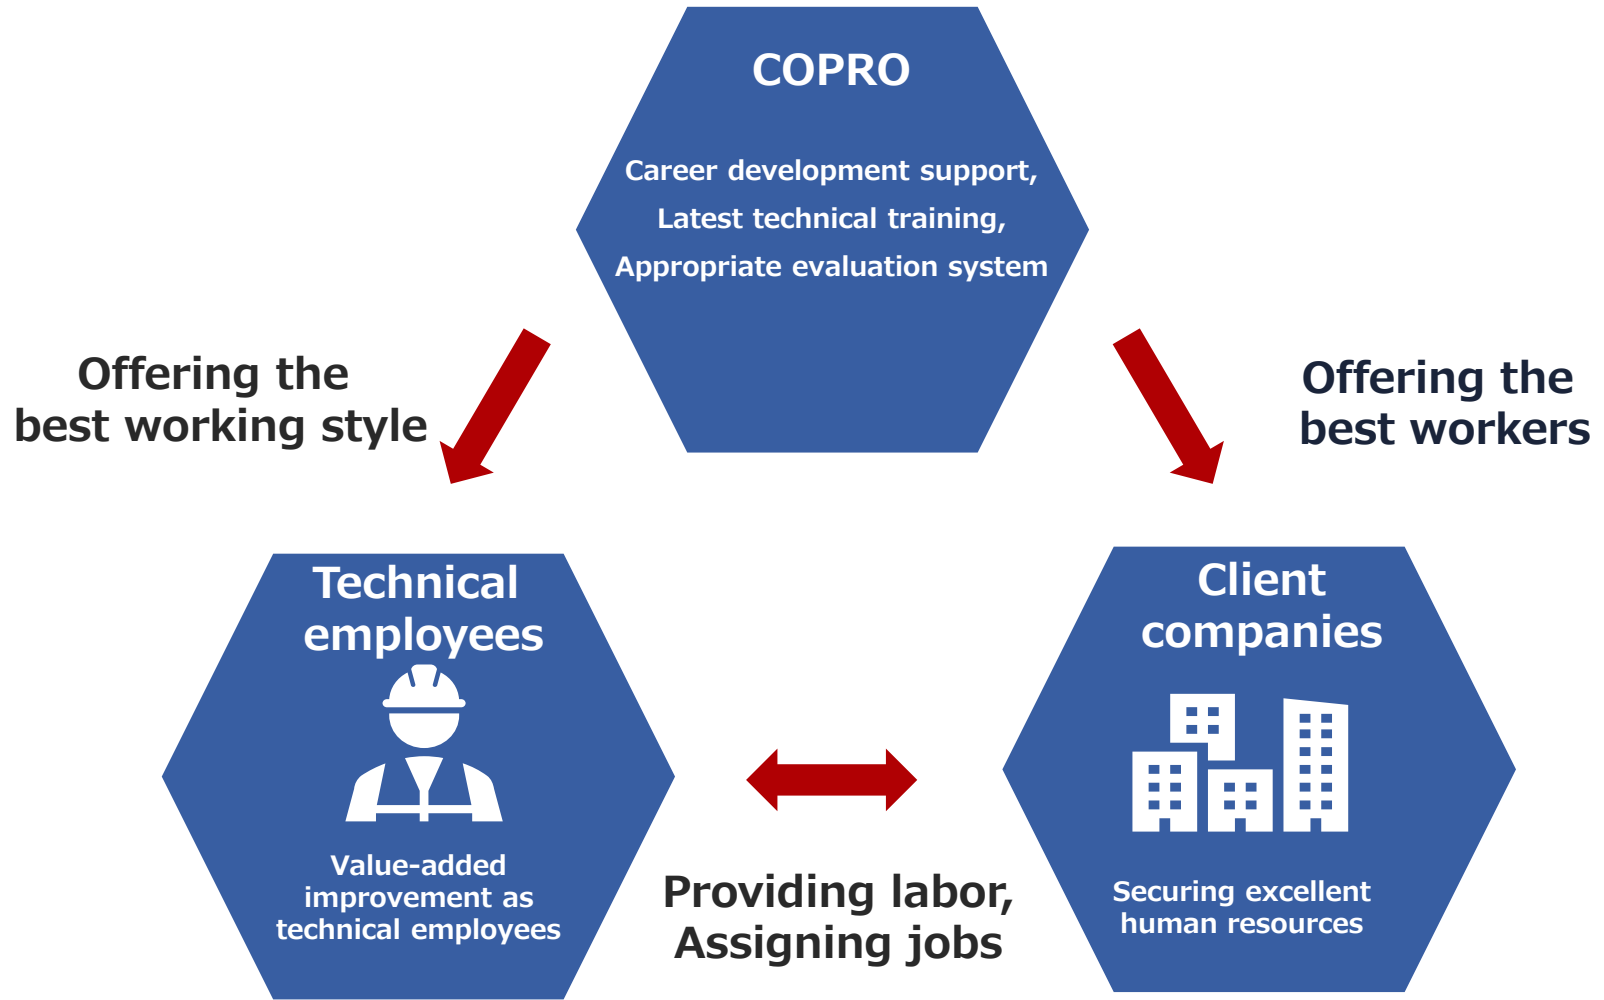 COPRO
Career development support,
Latest technical training,
Appropriate evaluation system
Offering the
best working style
Offering the
best workers
Technical
employees
Value-added
improvement as
technical employees
Client
companies
Securing excellent
human resources
Providing labor,
Assigning jobs